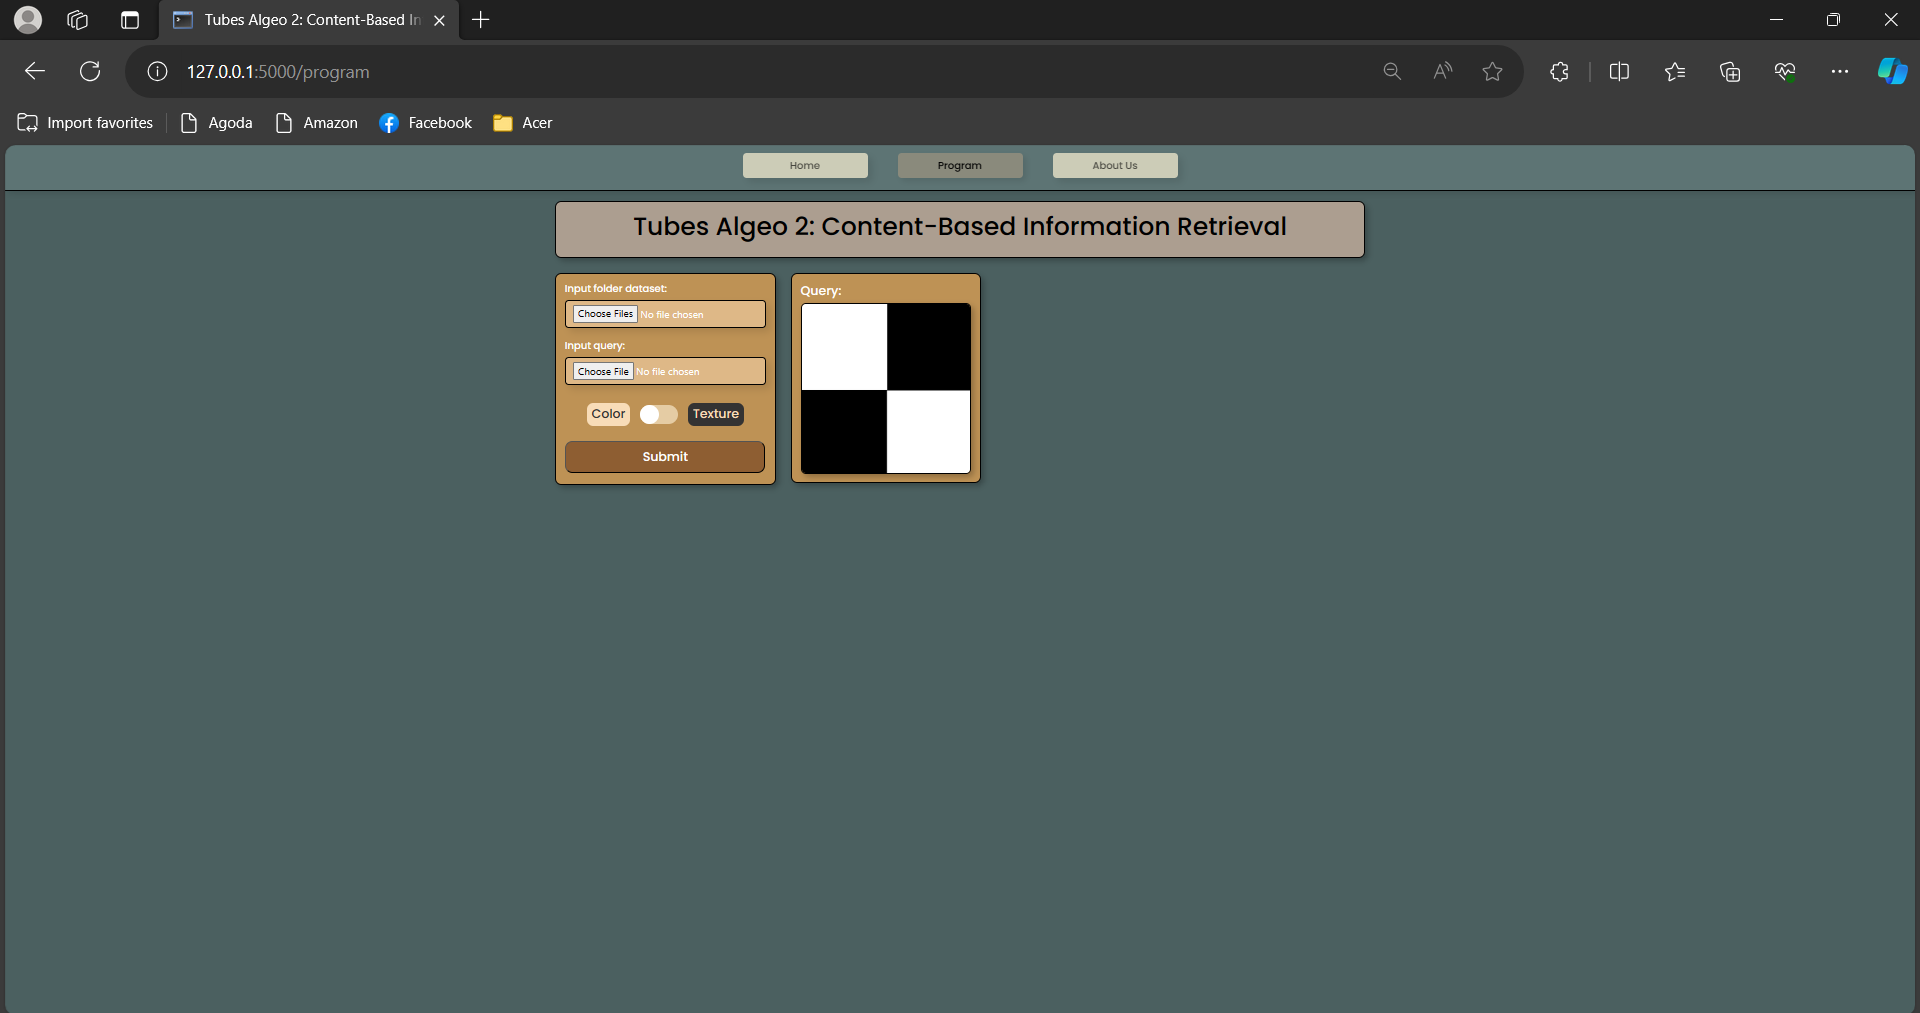 Tubes Algeo 2: Content-Based In
127.0.0.1:5000/program
Import favorites
Agoda
Amazon
Facebook
Acer
Home
Program
About Us
Tubes Algeo 2: Content-Based Information Retrieval
Input folder dataset:
Choose Files No file chosen
Input query:
Choose File No file chosen
Color
Texture
Submit
Query: